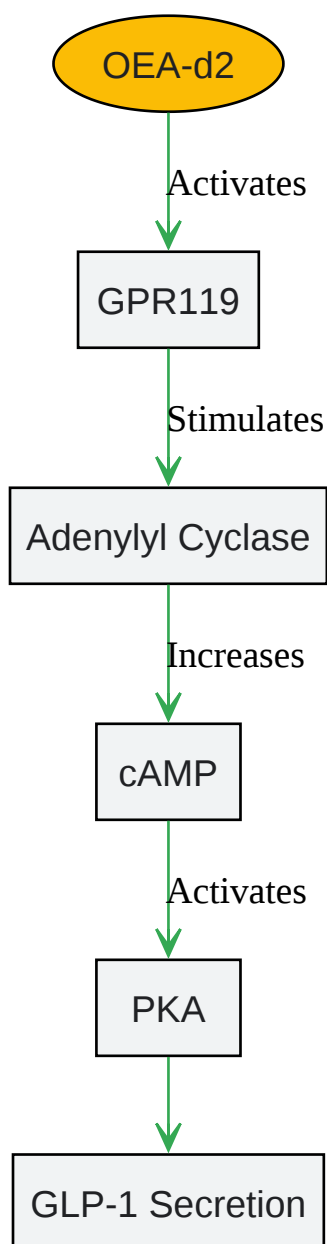 OEA-d2
Activates
GPR119
Stimulates
Adenylyl Cyclase
Increases
cAMP
Activates
PKA
GLP-1 Secretion